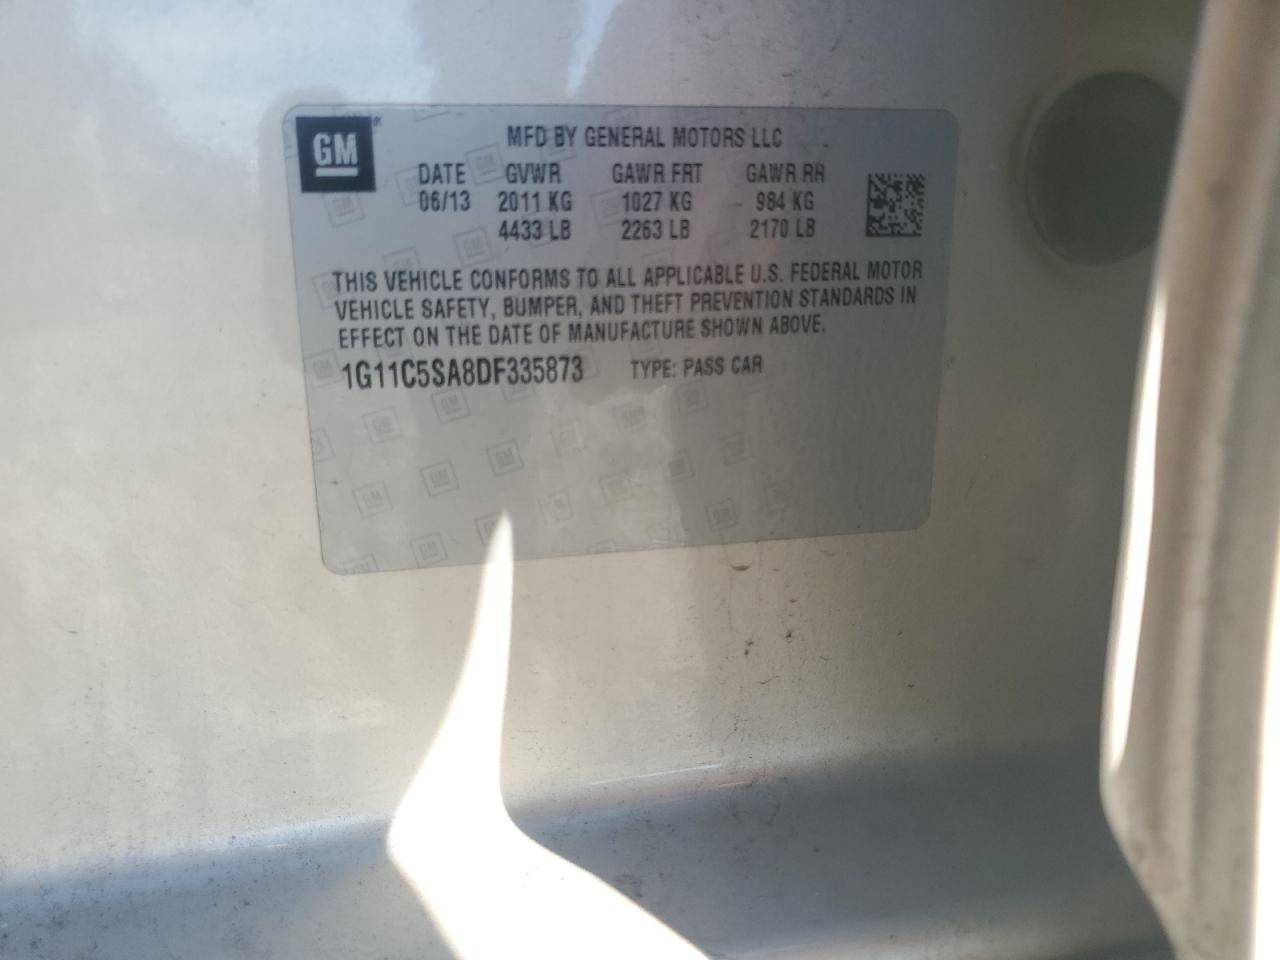 GM
MFD BY GENERAL MOTORS LLC
DATE GVWR GAWR FRT GAWR RR
06/13 2011 KG 1027 KG 984 KG
4433 LB 2263 LB 2170 LB
THIS VEHICLE CONFORMS TO ALL APPLICABLE U.S. FEDERAL MOTOR
VEHICLE SAFETY, BUMPER, AND THEFT PREVENTION STANDARDS IN
EFFECT ON THE DATE OF MANUFACTURE SHOWN ABOVE.
1G11C5SA8DF335873 TYPE: PASS CAR